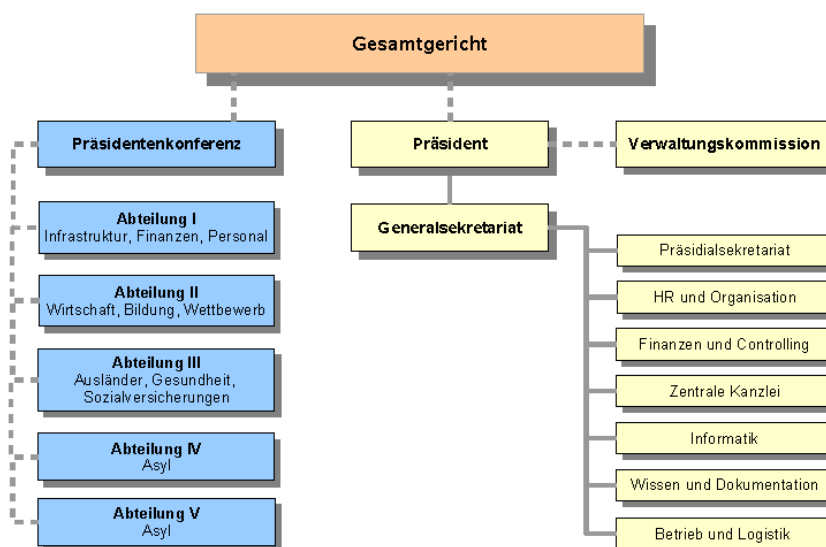 Gesamtgericht
Präsidentenkonferenz
Präsident
Verwaltungskommission
Abteilung I
Infrastruktur, Finanzen, Personal
Abteilung II
Wirtschaft, Bildung, Wettbewerb
Abteilung III
Ausländer, Gesundheit,
Sozialversicherungen
Abteilung IV
Asyl
Abteilung V
Asyl
Generalsekretariat
Präsidialsekretariat
HR und Organisation
Finanzen und Controlling
Zentrale Kanzlei
Informatik
Wissen und Dokumentation
Betrieb und Logistik